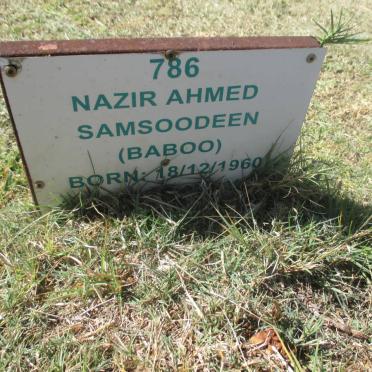 786
NAZIR AHMED
SAMSOODEEN
(BABOO)
BORN: 18/12/1960